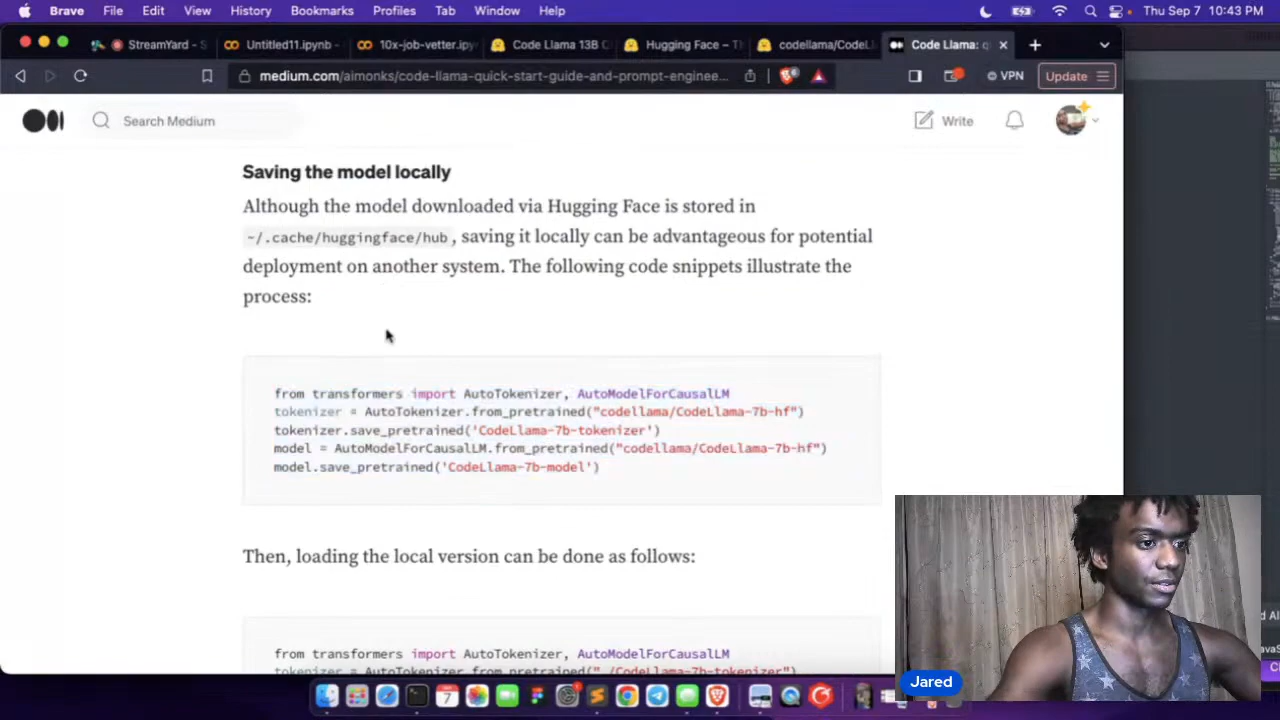 Brave File Edit View History Bookmarks Profiles Tab Window Help Thu Sep 7 10:43 PM
StreamYard - S Untitled11.ipynb - 10x-job-vetter.ipy Code Llama 13B C Hugging Face – T codellama/CodeL Code Llama: q
medium.com/aimonks/code-llama-quick-start-guide-and-prompt-enginee... VPN Update
Search Medium Write
Saving the model locally
Although the model downloaded via Hugging Face is stored in
~/.cache/huggingface/hub, saving it locally can be advantageous for potential
deployment on another system. The following code snippets illustrate the
process:
from transformers import AutoTokenizer, AutoModelForCausalLM
tokenizer = AutoTokenizer.from_pretrained("codellama/CodeLlama-7b-hf")
tokenizer.save_pretrained('CodeLlama-7b-tokenizer')
model = AutoModelForCausalLM.from_pretrained("codellama/CodeLlama-7b-hf")
model.save_pretrained('CodeLlama-7b-model')
Then, loading the local version can be done as follows:
from transformers import AutoTokenizer, AutoModelForCausalLM
tokenizer = AutoTokenizer.from_pretrained("./CodeLlama-7b-tokenizer")
Jared